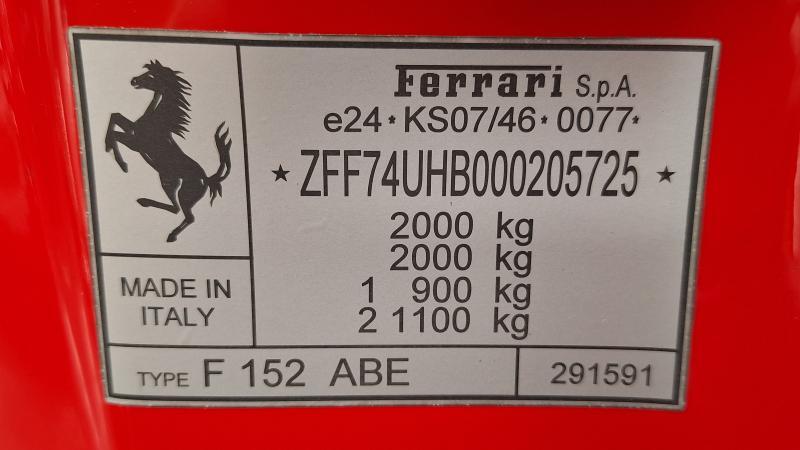 Ferrari S.p.A.
e24*KS07/46*0077*
★ ZFF74UHB000205725 ★
2000 kg
2000 kg
1 900 kg
2 1100 kg
MADE IN
ITALY
TYPE F 152 ABE
291591